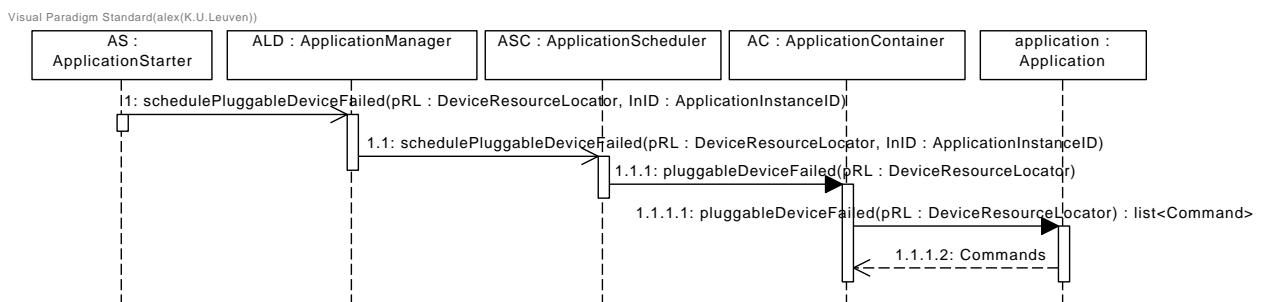 Visual Paradigm Standard(alex(K.U.Leuven))
AS :
ApplicationStarter
ALD : ApplicationManager
ASC : ApplicationScheduler
AC : ApplicationContainer
application :
Application
1: schedulePluggableDeviceFailed(pRL : DeviceResourceLocator, InID : ApplicationInstanceID)
1.1: schedulePluggableDeviceFailed(pRL : DeviceResourceLocator, InID : ApplicationInstanceID)
1.1.1: pluggableDeviceFailed(pRL : DeviceResourceLocator)
1.1.1.1: pluggableDeviceFailed(pRL : DeviceResourceLocator) : list<Command>
1.1.1.2: Commands